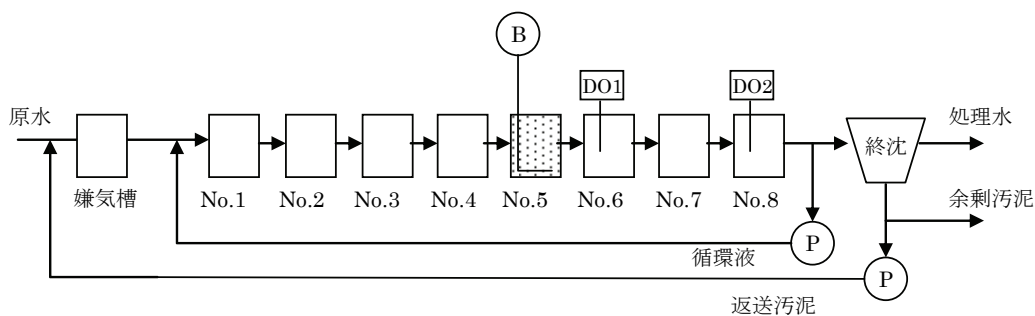 B
DO1
DO2
原水
処理水
終沈
嫌気槽
No.1
No.2
No.3
No.4
No.5
No.6
No.7
No.8
余剰汚泥
P
循環液
P
返送汚泥